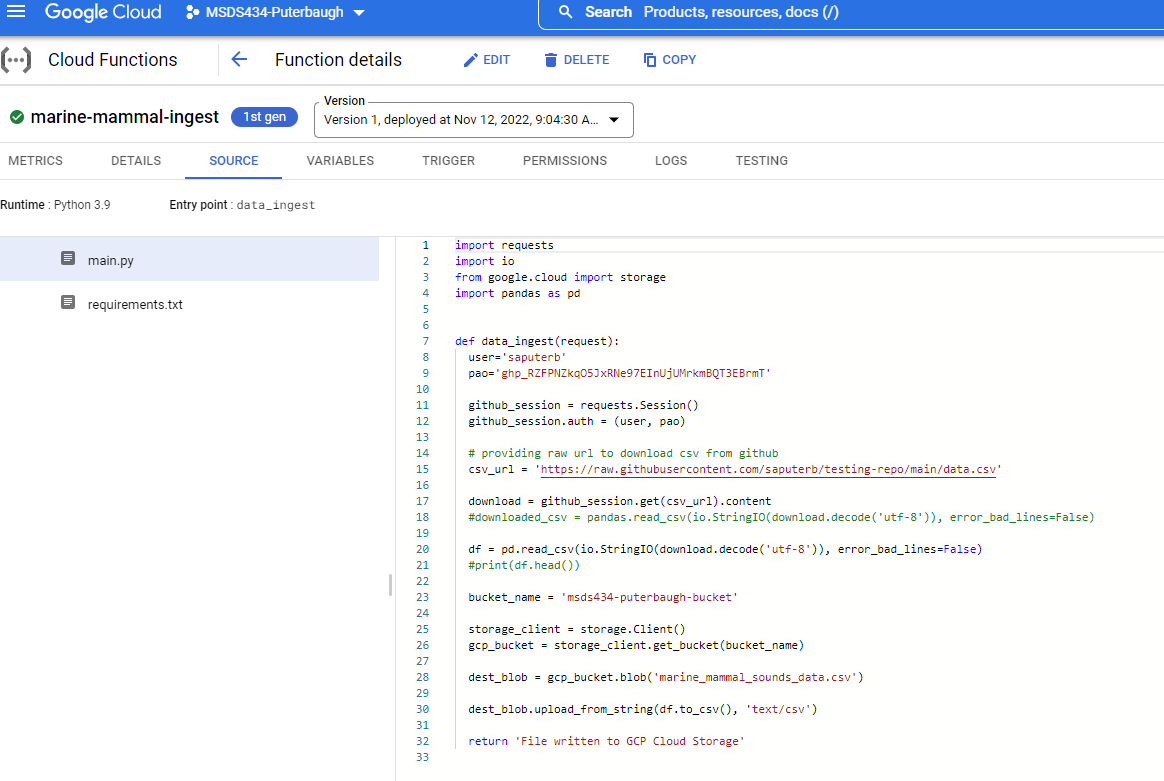 Google Cloud
MSDS434-Puterbaugh
Search Products, resources, docs (/)
Cloud Functions
Function details
EDIT
DELETE
COPY
marine-mammal-ingest
1st gen
Version
Version 1, deployed at Nov 12, 2022, 9:04:30 A...
METRICS DETAILS SOURCE VARIABLES TRIGGER PERMISSIONS LOGS TESTING
Runtime : Python 3.9
Entry point : data_ingest
main.py
requirements.txt
1 import requests
2 import io
3 from google.cloud import storage
4 import pandas as pd
5
6
7 def data_ingest(request):
8   user='saputerb'
9   pao='[REDACTED]'
10
11   github_session = requests.Session()
12   github_session.auth = (user, pao)
13
14   # providing raw url to download csv from github
15   csv_url = 'https://raw.githubusercontent.com/saputerb/testing-repo/main/data.csv'
16
17   download = github_session.get(csv_url).content
18   #downloaded_csv = pandas.read_csv(io.StringIO(download.decode('utf-8')), error_bad_lines=False)
19
20   df = pd.read_csv(io.StringIO(download.decode('utf-8')), error_bad_lines=False)
21   #print(df.head())
22
23   bucket_name = 'msds434-puterbaugh-bucket'
24
25   storage_client = storage.Client()
26   gcp_bucket = storage_client.get_bucket(bucket_name)
27
28   dest_blob = gcp_bucket.blob('marine_mammal_sounds_data.csv')
29
30   dest_blob.upload_from_string(df.to_csv(), 'text/csv')
31
32   return 'File written to GCP Cloud Storage'
33